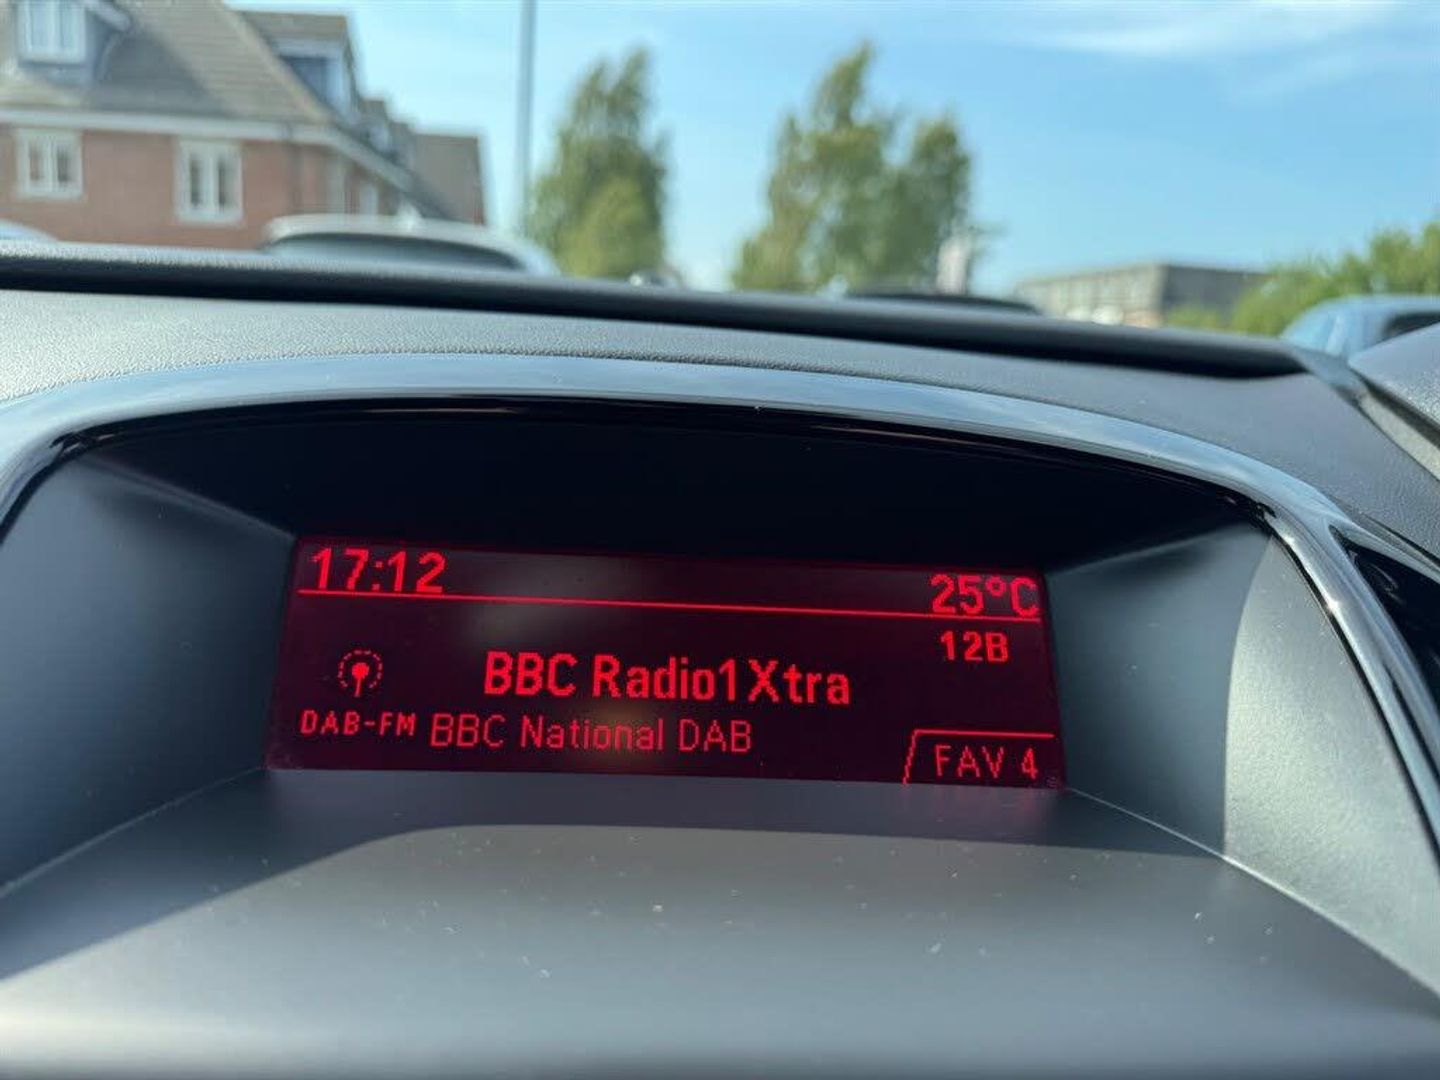 17:12 25°C
12B
BBC Radio1Xtra
DAB-FM BBC National DAB
FAV 4